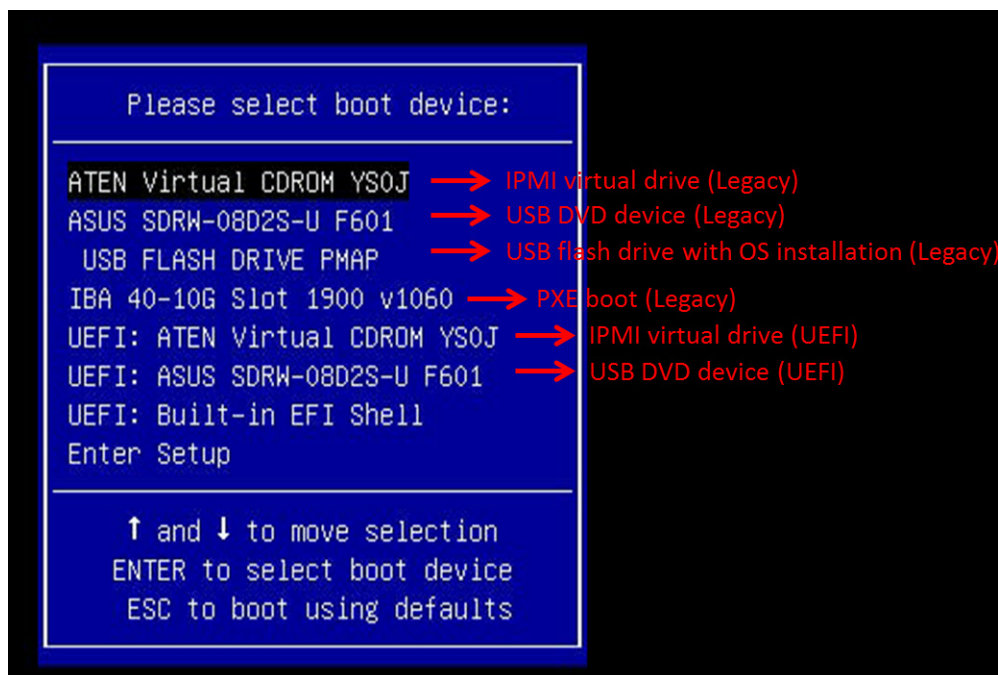 Please select boot device:
ATEN Virtual CDROM YS0J → IPMI virtual drive (Legacy)
ASUS SDRW-08D2S-U F601 → USB DVD device (Legacy)
USB FLASH DRIVE PMAP → USB flash drive with OS installation (Legacy)
IBA 40-10G Slot 1900 v1060 → PXE boot (Legacy)
UEFI: ATEN Virtual CDROM YS0J → IPMI virtual drive (UEFI)
UEFI: ASUS SDRW-08D2S-U F601 → USB DVD device (UEFI)
UEFI: Built-in EFI Shell
Enter Setup
↑ and ↓ to move selection
ENTER to select boot device
ESC to boot using defaults